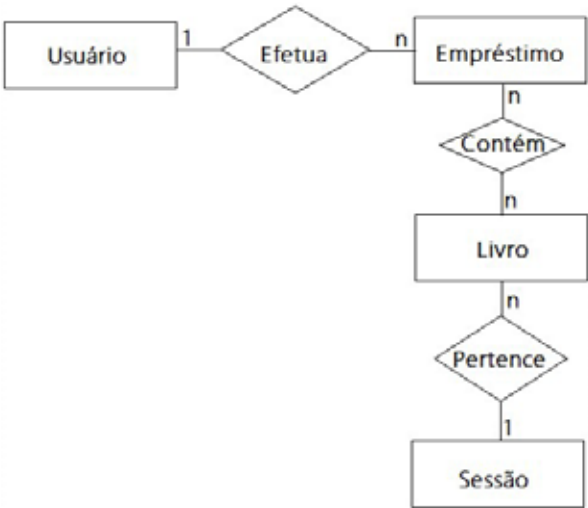 Usuário
1
Efetua
n
Empréstimo
n
Contém
n
Livro
n
Pertence
1
Sessão